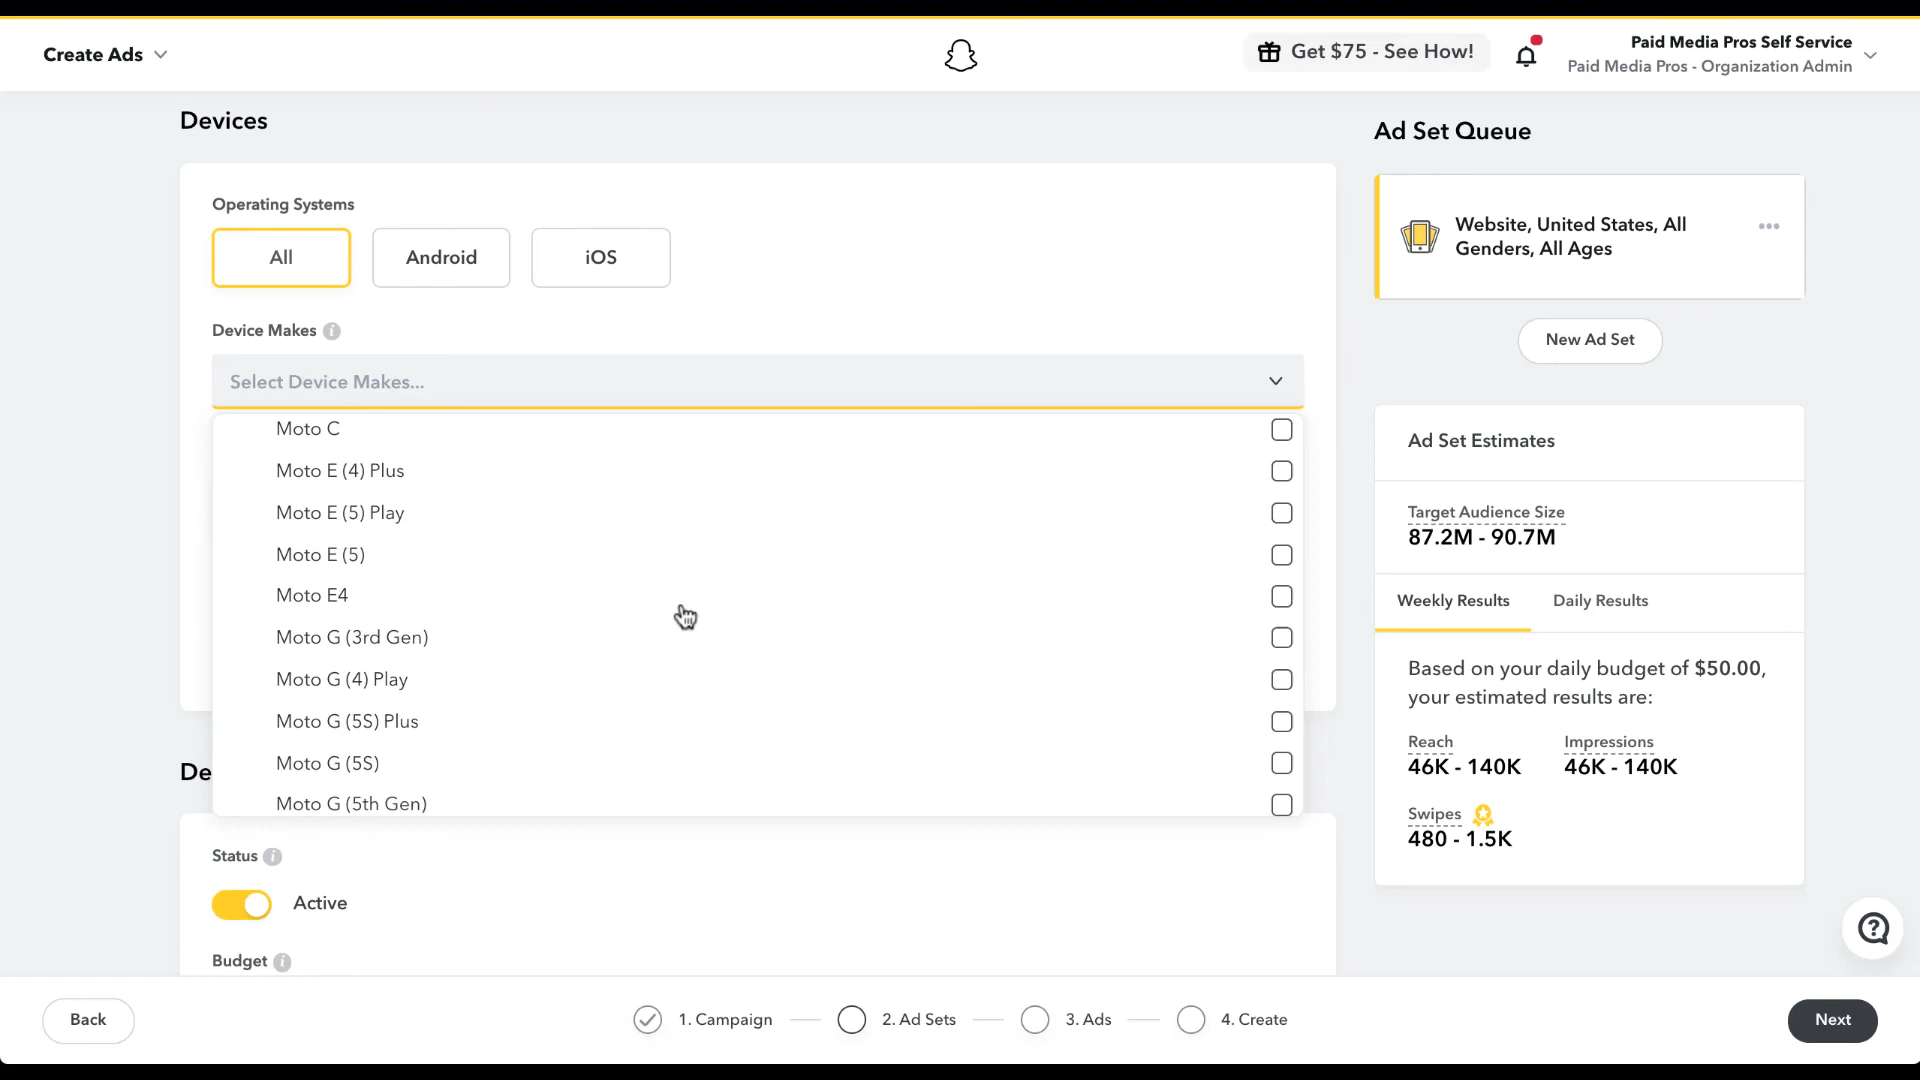 Create Ads
Get $75 - See How!
Paid Media Pros Self Service
Paid Media Pros - Organization Admin
Devices
Operating Systems
All
Android
iOS
Device Makes
Select Device Makes...
Moto C
Moto E (4) Plus
Moto E (5) Play
Moto E (5)
Moto E4
Moto G (3rd Gen)
Moto G (4) Play
Moto G (5S) Plus
Moto G (5S)
Moto G (5th Gen)
De
Status
Active
Budget
Ad Set Queue
Website, United States, All
Genders, All Ages
New Ad Set
Ad Set Estimates
Target Audience Size
87.2M - 90.7M
Weekly Results
Daily Results
Based on your daily budget of $50.00,
your estimated results are:
Reach
Impressions
46K - 140K
46K - 140K
Swipes
480 - 1.5K
Back
1. Campaign
2. Ad Sets
3. Ads
4. Create
Next